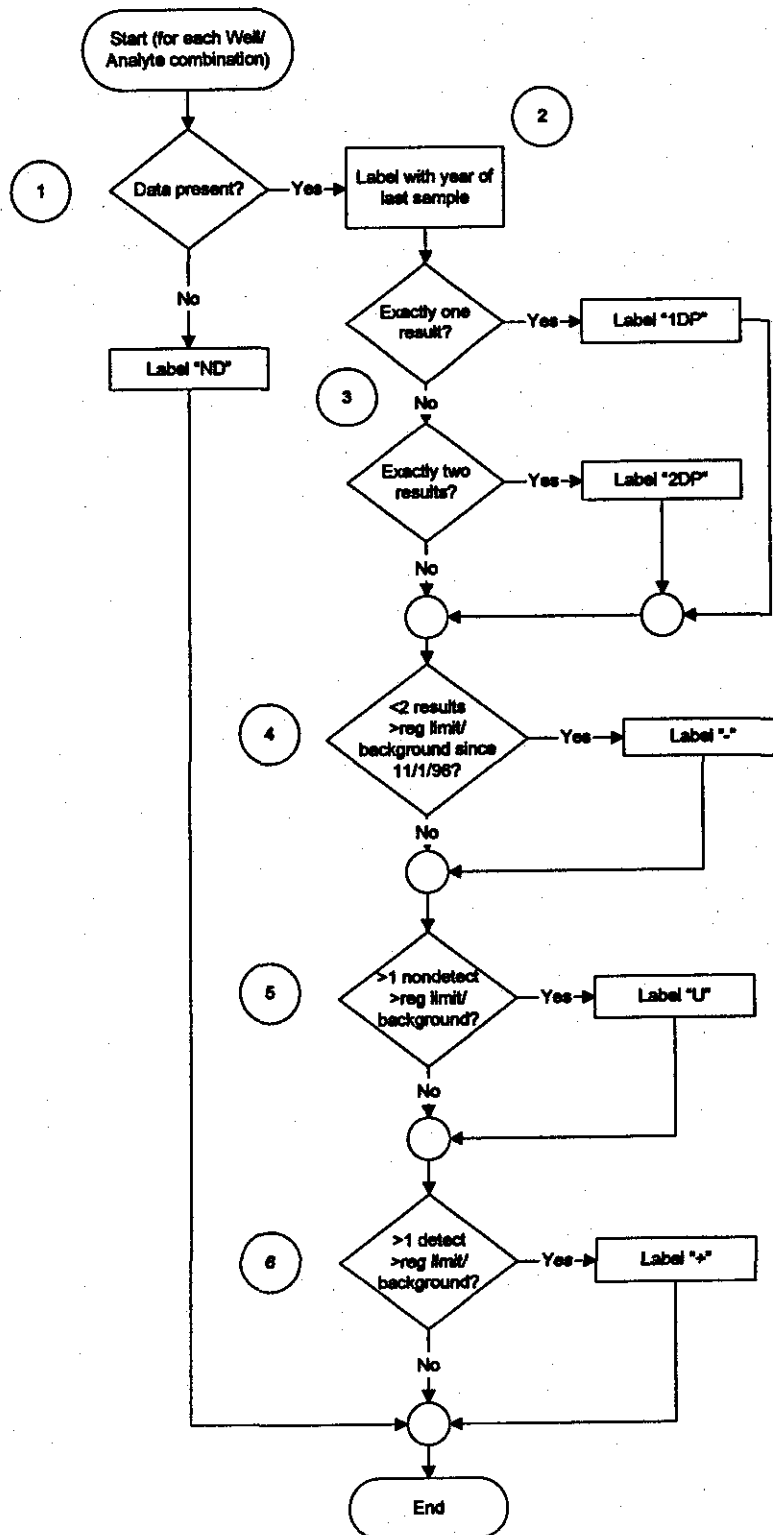 Start (for each Well/
Analyte combination)
2
1
Data present?
Yes
Label with year of
last sample
No
Exactly one
result?
Yes
Label "1DP"
Label "ND"
3
No
Exactly two
results?
Yes
Label "2DP"
No
4
<2 results
>reg limit/
background since
11/1/96?
Yes
Label "-"
No
5
>1 nondetect
>reg limit/
background?
Yes
Label "U"
No
6
>1 detect
>reg limit/
background?
Yes
Label "+"
No
End